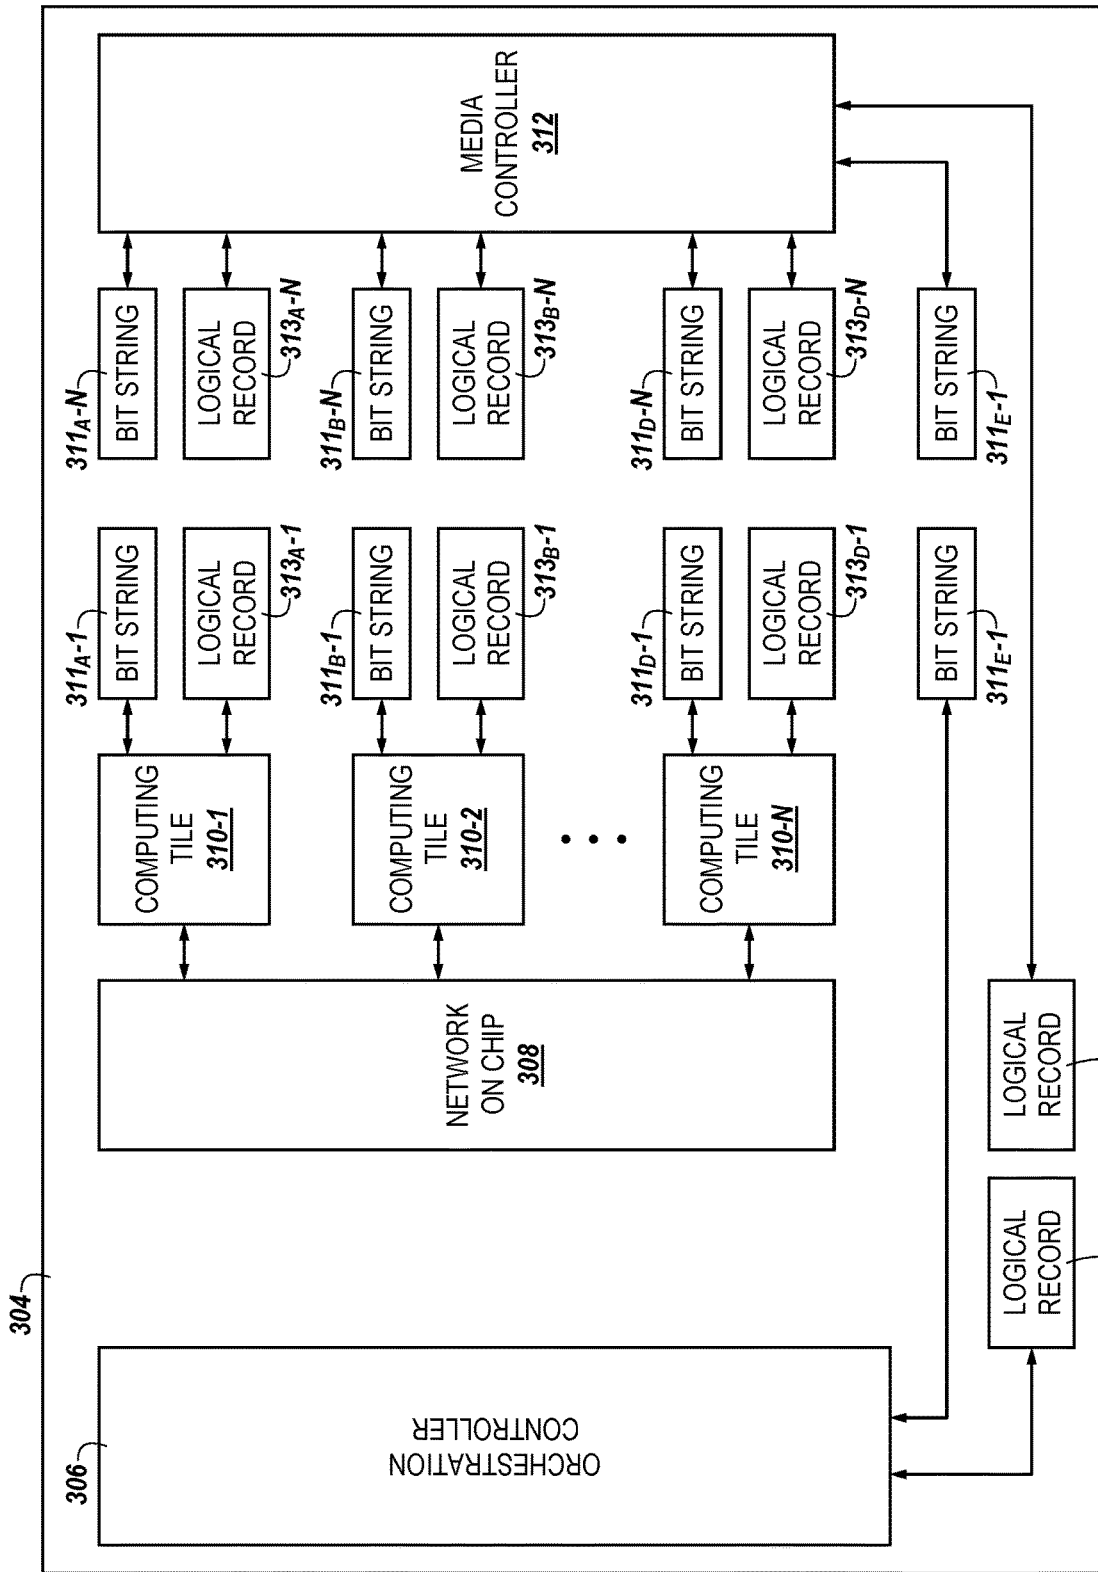 304
306
ORCHESTRATION
CONTROLLER
NETWORK
ON CHIP
308
COMPUTING
TILE
310-1
COMPUTING
TILE
310-2
COMPUTING
TILE
310-N
311A-1
BIT STRING
LOGICAL
RECORD
313A-1
311B-1
BIT STRING
LOGICAL
RECORD
313B-1
311D-1
BIT STRING
LOGICAL
RECORD
313D-1
BIT STRING
311E-1
311A-N
BIT STRING
LOGICAL
RECORD
313A-N
311B-N
BIT STRING
LOGICAL
RECORD
313B-N
311D-N
BIT STRING
LOGICAL
RECORD
313D-N
BIT STRING
311E-1
MEDIA
CONTROLLER
312
LOGICAL
RECORD
LOGICAL
RECORD